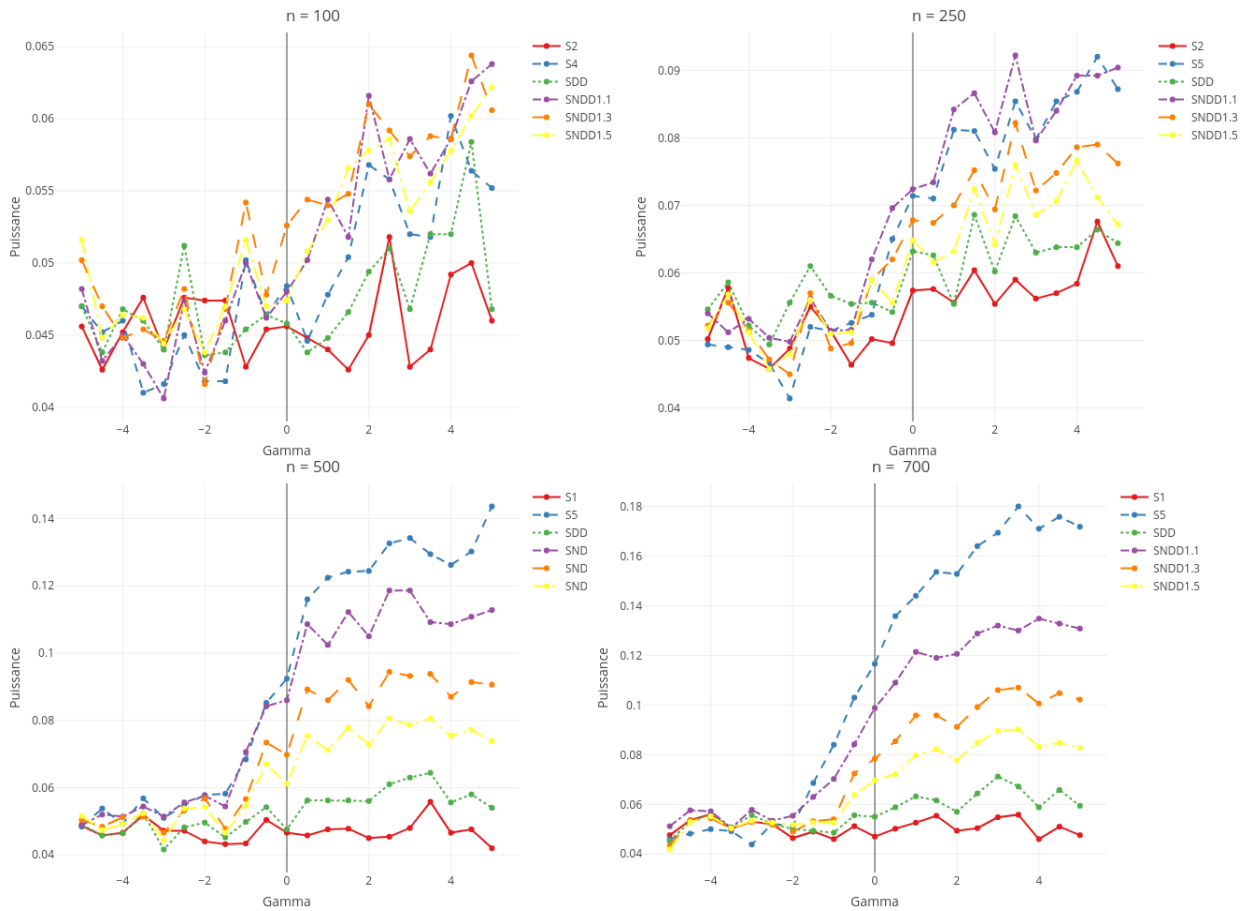 n = 100
0.065
0.06
0.055
0.05
0.045
0.04
Puissance
−4
−2
0
2
4
Gamma
S2
S4
SDD
SNDD1.1
SNDD1.3
SNDD1.5
n = 250
0.09
0.08
0.07
0.06
0.05
0.04
Puissance
−4
−2
0
2
4
Gamma
S2
S5
SDD
SNDD1.1
SNDD1.3
SNDD1.5
n = 500
0.14
0.12
0.1
0.08
0.06
0.04
Puissance
−4
−2
0
2
4
Gamma
S1
S5
SDD
SND
SND
SND
n = 700
0.18
0.16
0.14
0.12
0.1
0.08
0.06
0.04
Puissance
−4
−2
0
2
4
Gamma
S1
S5
SDD
SNDD1.1
SNDD1.3
SNDD1.5